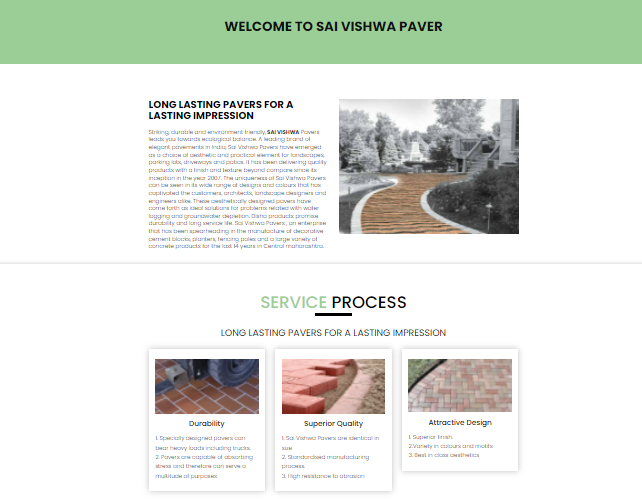 WELCOME TO SAI VISHWA PAVER
LONG LASTING PAVERS FOR A
LASTING IMPRESSION
Striking, durable and environment friendly, SAI VISHWA Pavers
leads you towards ecological balance. A leading brand of
elegant pavements in India, Sai Vishwa Pavers have emerged
as a choice of aesthetic and practical element for landscapes,
parking lots, driveways and patios. It has been delivering quality
products with a finish and texture beyond compare since its
inception in the year 2007. The uniqueness of Sai Vishwa Pavers
can be seen in its wide range of designs and colours that has
captivated the customers, architects, landscape designers and
engineers alike. These aesthetically designed pavers have
come forth as ideal solutions for problems related with water
logging and groundwater depletion. Disha products promise
durability and long service life. Sai Vishwa Pavers , an enterprise
that has been spearheading in the manufacture of decorative
cement blocks, planters, fencing poles and a large variety of
concrete products for the last 14 years in Central maharashtra.
SERVICE PROCESS
LONG LASTING PAVERS FOR A LASTING IMPRESSION
Durability
1. Specially designed pavers can
bear heavy loads including trucks.
2. Pavers are capable of absorbing
stress and therefore can serve a
multitude of purposes
Superior Quality
1. Sai Vishwa Pavers are identical in
size
2. Standardised manufacturing
process.
3. High resistance to abrasion
Attractive Design
1. Superior finish.
2.Variety in colours and motifs
3. Best in class aesthetics